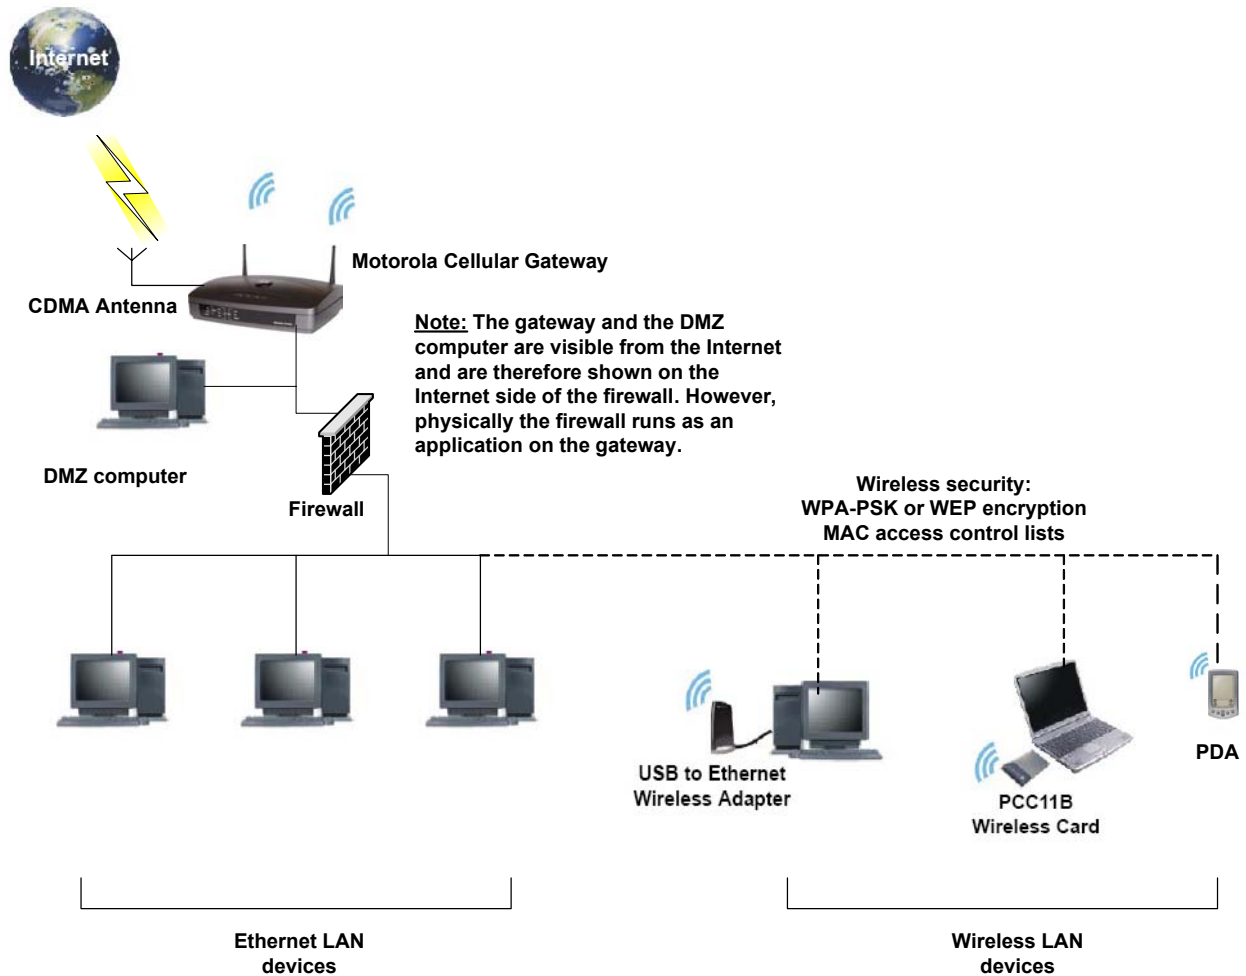 Internet
Motorola Cellular Gateway
CDMA Antenna
Note: The gateway and the DMZ
computer are visible from the Internet
and are therefore shown on the
Internet side of the firewall. However,
physically the firewall runs as an
application on the gateway.
DMZ computer
Firewall
Wireless security:
WPA-PSK or WEP encryption
MAC access control lists
USB to Ethernet
Wireless Adapter
PCC11B
Wireless Card
PDA
Ethernet LAN
devices
Wireless LAN
devices